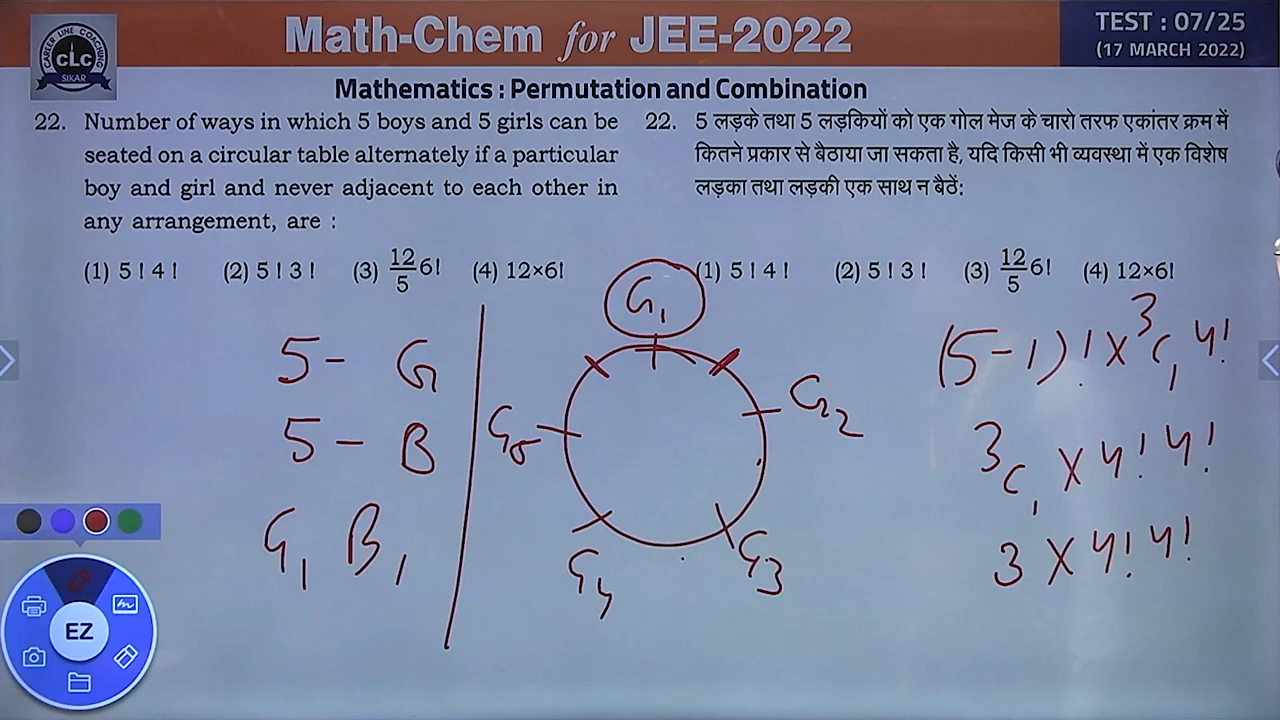 CAREER LINE COACHING
CLC
SIKAR
Math-Chem for JEE-2022
TEST : 07/25
(17 MARCH 2022)
Mathematics : Permutation and Combination
22. Number of ways in which 5 boys and 5 girls can be
seated on a circular table alternately if a particular
boy and girl and never adjacent to each other in
any arrangement, are :
(1) 5 ! 4 ! (2) 5 ! 3 ! (3) 12/5 6! (4) 12×6!
22. 5 लड़के तथा 5 लड़कियों को एक गोल मेज के चारो तरफ एकांतर क्रम में
कितने प्रकार से बैठाया जा सकता है, यदि किसी भी व्यवस्था में एक विशेष
लड़का तथा लड़की एक साथ न बैठें:
(1) 5 ! 4 ! (2) 5 ! 3 ! (3) 12/5 6! (4) 12×6!
5 - G
5 - B
G1 B1
G1
G2
G3
G4
G5
(5-1)! × ³C₁ 4!
³C₁ × 4! 4!
3 × 4! 4!
EZ